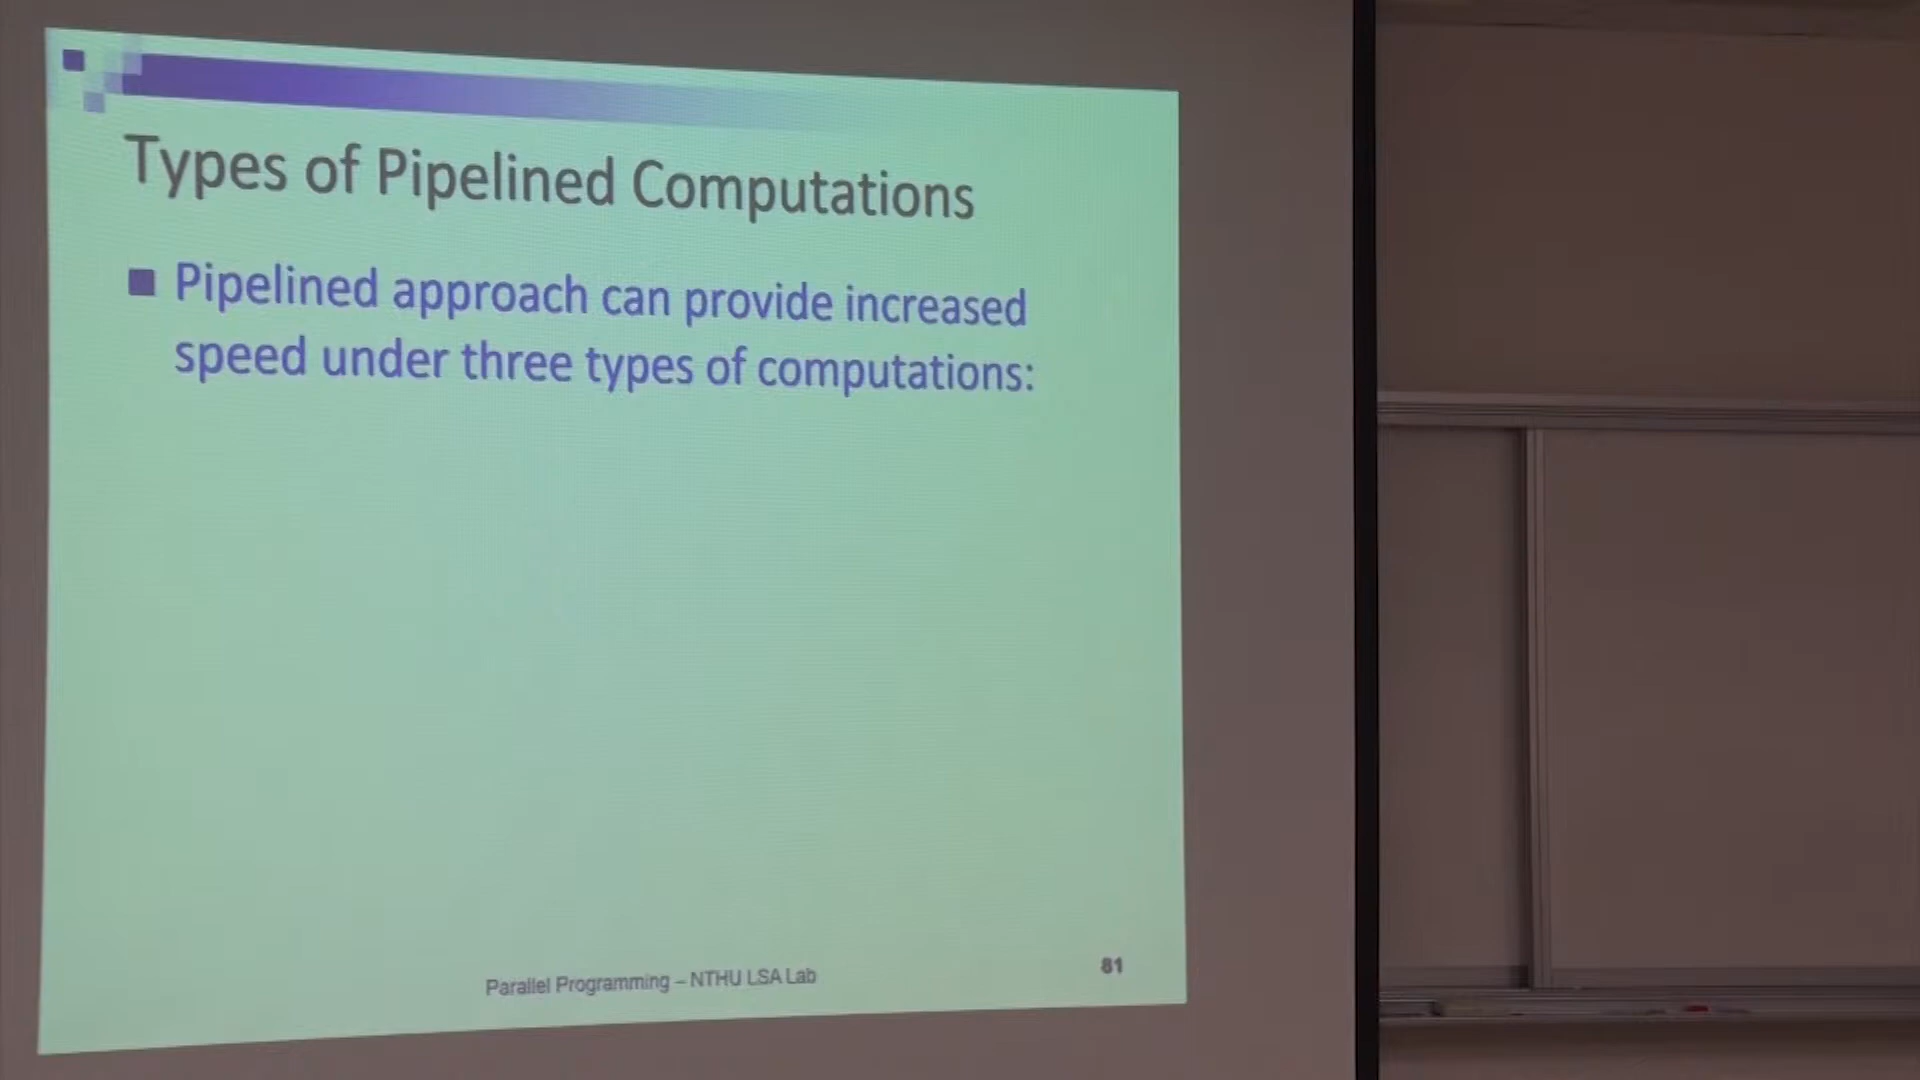 Types of Pipelined Computations
Pipelined approach can provide increased
speed under three types of computations:
Parallel Programming – NTHU LSA Lab
81